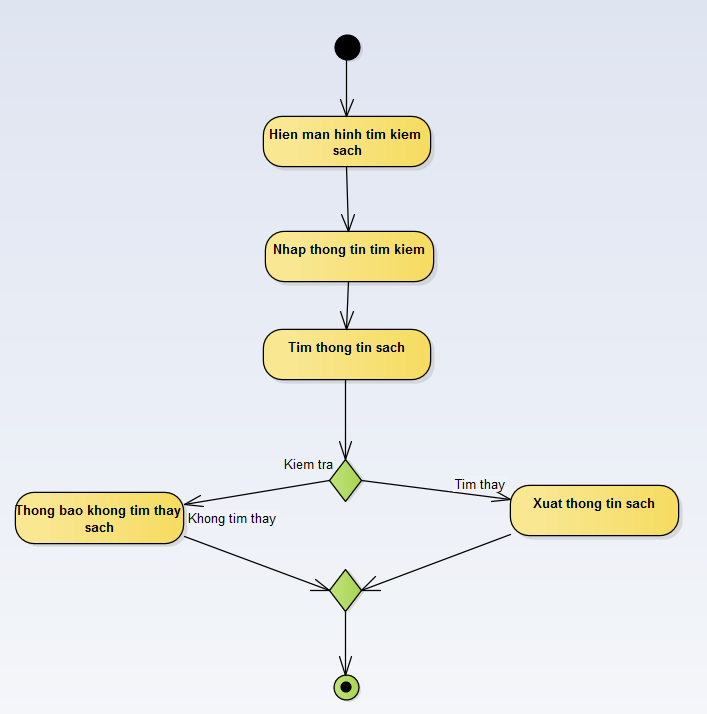 Hien man hinh tim kiem
sach
Nhap thong tin tim kiem
Tim thong tin sach
Kiem tra
Tim thay
Thong bao khong tim thay
sach
Khong tim thay
Xuat thong tin sach